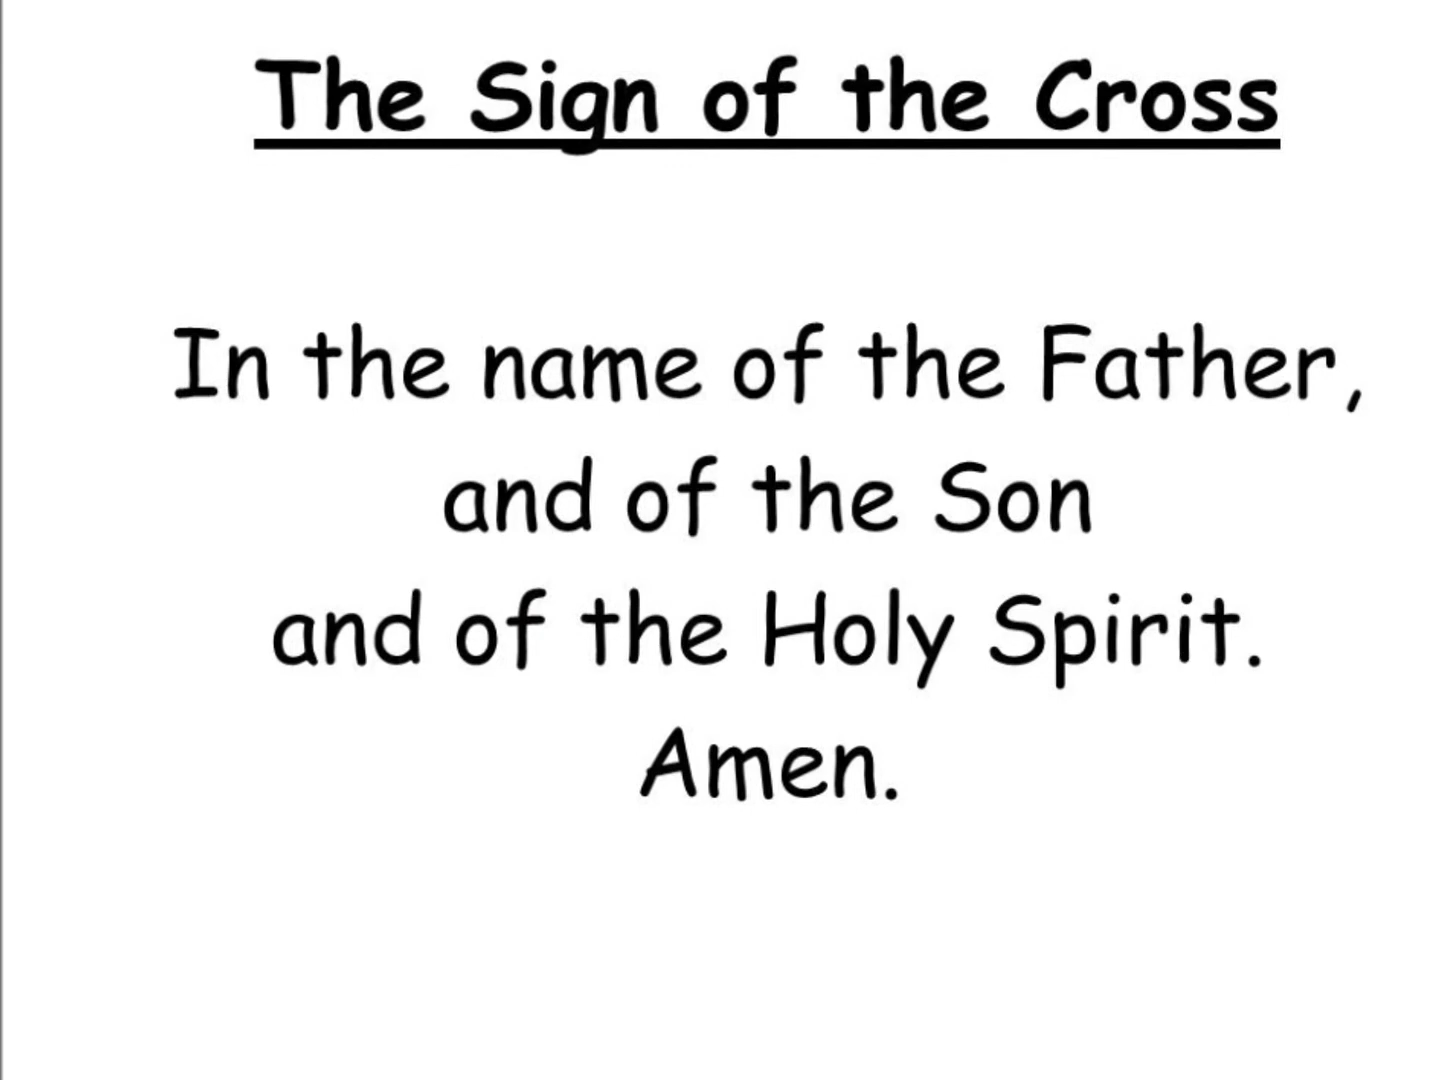 The Sign of the Cross
In the name of the Father,
and of the Son
and of the Holy Spirit.
Amen.